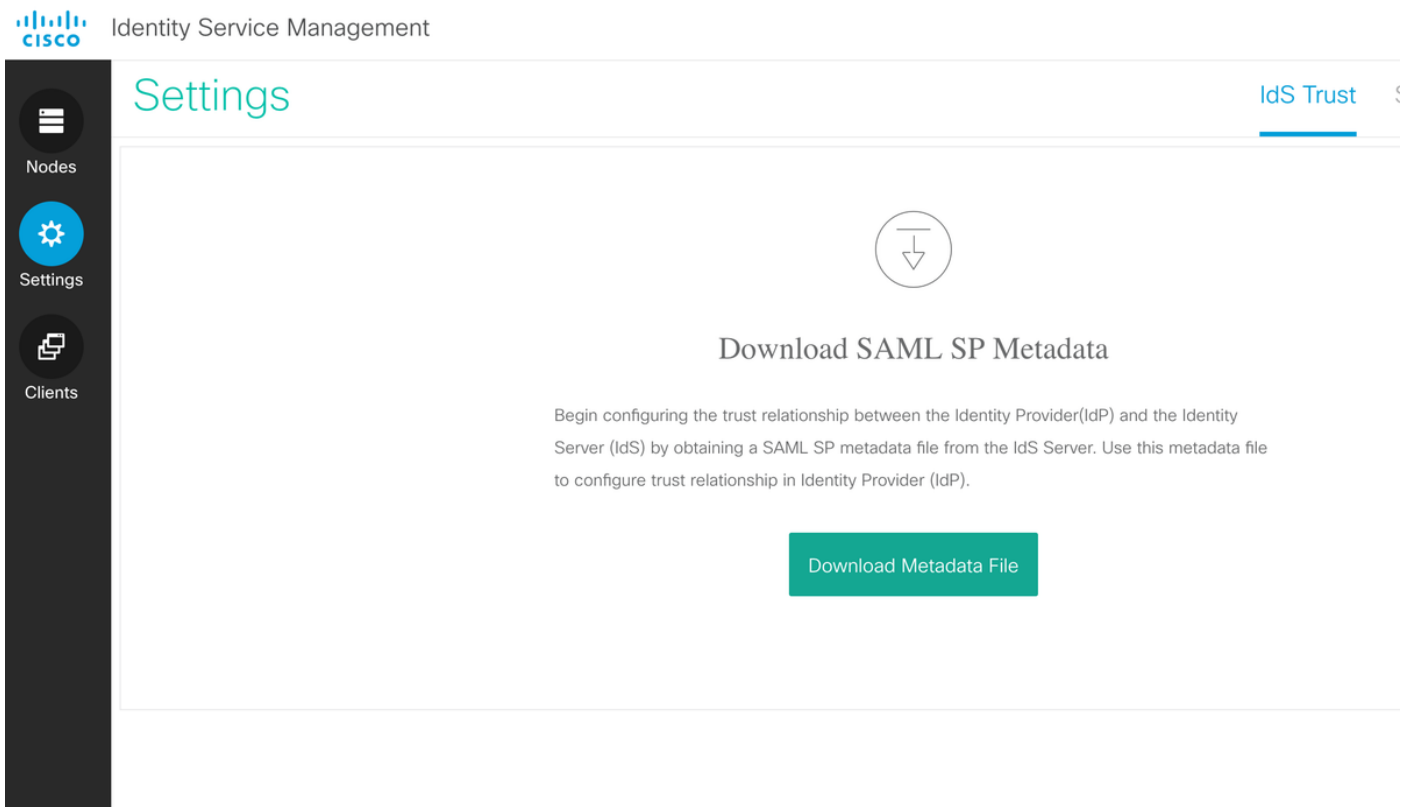 CISCO
Identity Service Management
Settings
IdS Trust
Nodes
Settings
Clients
Download SAML SP Metadata
Begin configuring the trust relationship between the Identity Provider(IdP) and the Identity
Server (IdS) by obtaining a SAML SP metadata file from the IdS Server. Use this metadata file
to configure trust relationship in Identity Provider (IdP).
Download Metadata File